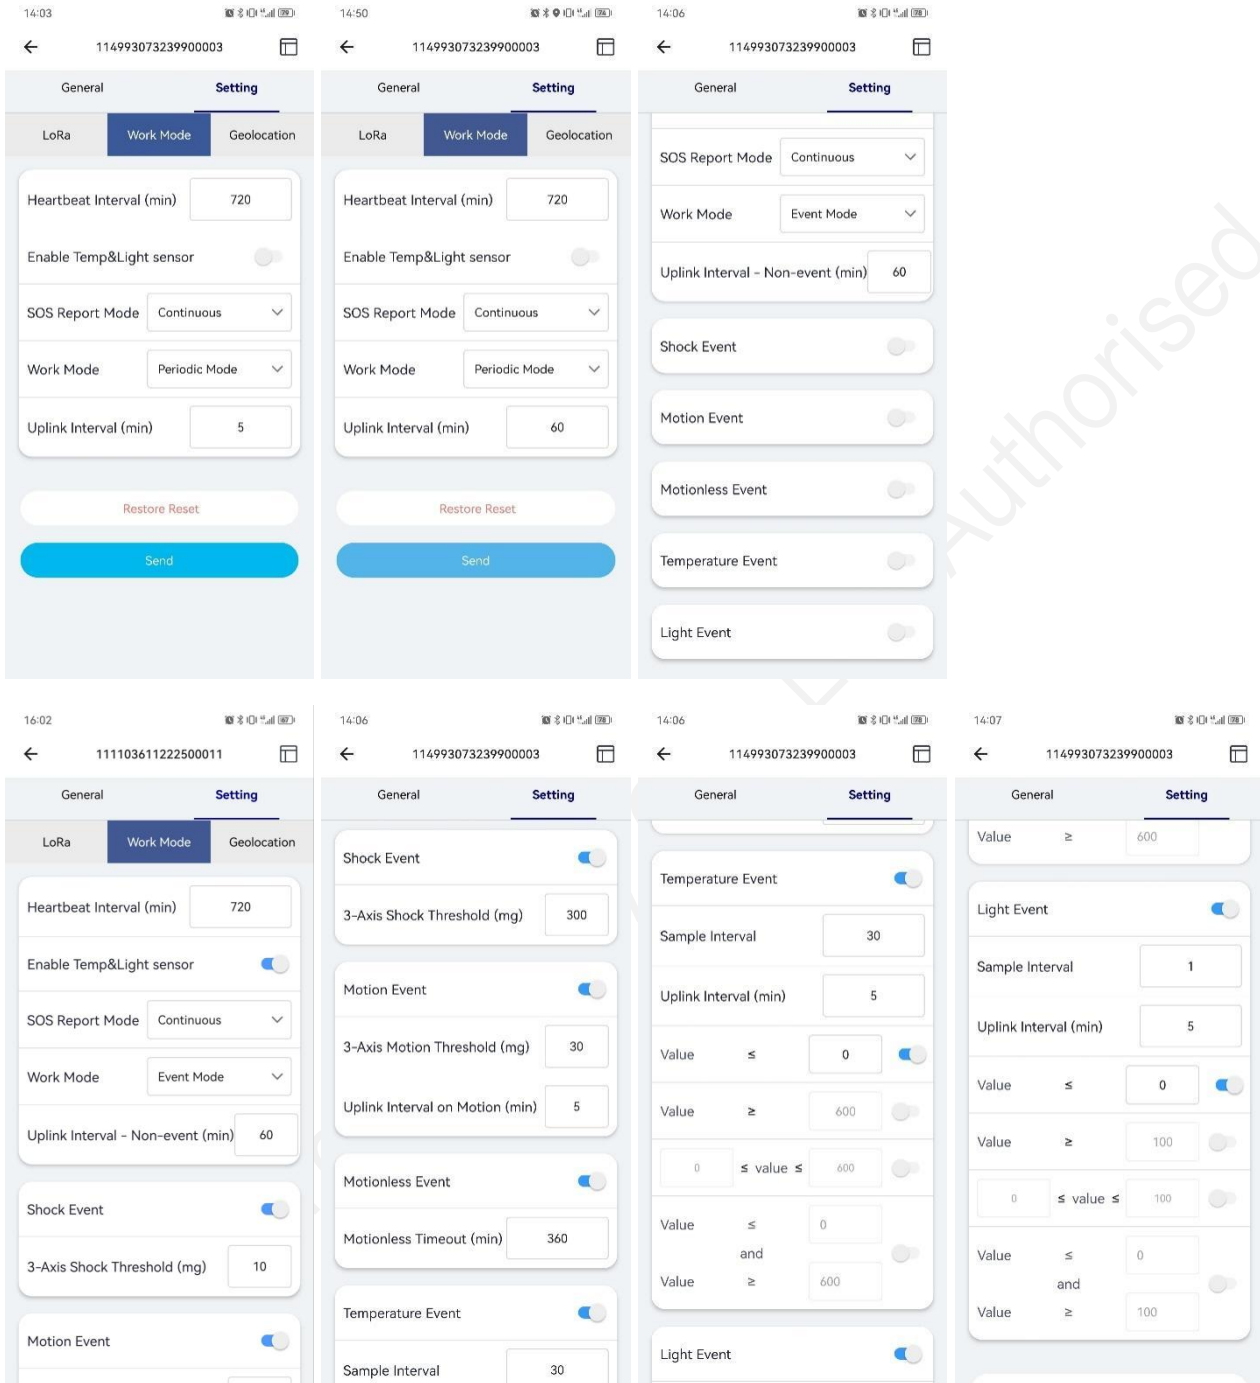 14:03
114993073239900003
General Setting
LoRa Work Mode Geolocation
Heartbeat Interval (min) 720
Enable Temp&Light sensor
SOS Report Mode Continuous
Work Mode Periodic Mode
Uplink Interval (min) 5
Restore Reset
Send
14:50
114993073239900003
General Setting
LoRa Work Mode Geolocation
Heartbeat Interval (min) 720
Enable Temp&Light sensor
SOS Report Mode Continuous
Work Mode Periodic Mode
Uplink Interval (min) 60
Restore Reset
Send
14:06
114993073239900003
General Setting
SOS Report Mode Continuous
Work Mode Event Mode
Uplink Interval - Non-event (min) 60
Shock Event
Motion Event
Motionless Event
Temperature Event
Light Event
16:02
111103611222500011
General Setting
LoRa Work Mode Geolocation
Heartbeat Interval (min) 720
Enable Temp&Light sensor
SOS Report Mode Continuous
Work Mode Event Mode
Uplink Interval - Non-event (min) 60
Shock Event
3-Axis Shock Threshold (mg) 10
Motion Event
14:06
114993073239900003
General Setting
Shock Event
3-Axis Shock Threshold (mg) 300
Motion Event
3-Axis Motion Threshold (mg) 30
Uplink Interval on Motion (min) 5
Motionless Event
Motionless Timeout (min) 360
Temperature Event
Sample Interval 30
14:06
114993073239900003
General Setting
Temperature Event
Sample Interval 30
Uplink Interval (min) 5
Value ≤ 0
Value ≥ 600
0 ≤ value ≤ 600
Value ≤ 0
and
Value ≥ 600
Light Event
14:07
114993073239900003
General Setting
Value ≥ 600
Light Event
Sample Interval 1
Uplink Interval (min) 5
Value ≤ 0
Value ≥ 100
0 ≤ value ≤ 100
Value ≤ 0
and
Value ≥ 100
Authorised